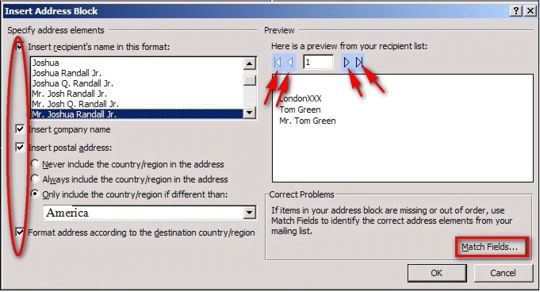 Insert Address Block
Specify address elements
Insert recipient's name in this format:
Joshua
Joshua Randall Jr.
Joshua Q. Randall Jr.
Mr. Josh Randall Jr.
Mr. Josh Q. Randall Jr.
Mr. Joshua Randall Jr.
Insert company name
Insert postal address:
Never include the country/region in the address
Always include the country/region in the address
Only include the country/region if different than:
America
Format address according to the destination country/region
Preview
Here is a preview from your recipient list:
1
LondonXXX
Tom Green
Mr. Tom Green
Correct Problems
If items in your address block are missing or out of order, use
Match Fields to identify the correct address elements from your
mailing list.
Match Fields...
OK
Cancel